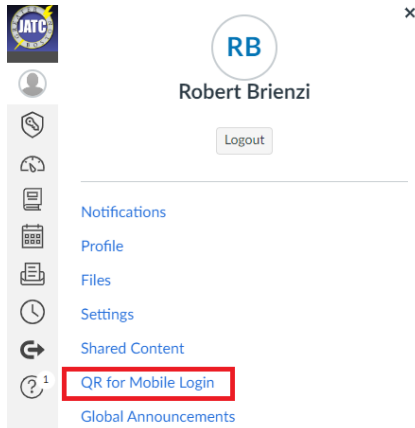 JATC
RB
Robert Brienzi
Logout
Notifications
Profile
Files
Settings
Shared Content
QR for Mobile Login
1
Global Announcements